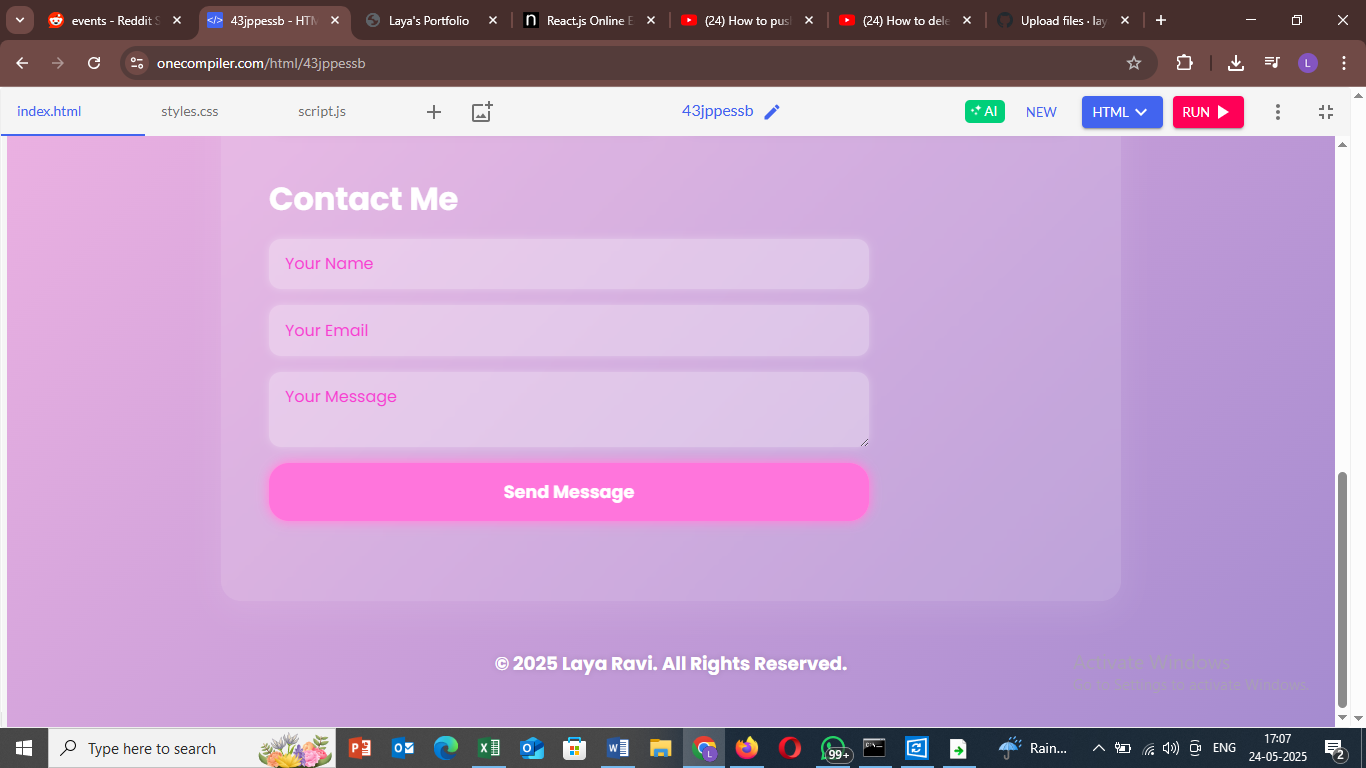 events - Reddit S
43jppessb - HTM
Laya's Portfolio
React.js Online E
(24) How to pus
(24) How to dele
Upload files · lay
onecompiler.com/html/43jppessb
L
index.html
styles.css
script.js
43jppessb
AI
NEW
HTML
RUN
Contact Me
Your Name
Your Email
Your Message
Send Message
© 2025 Laya Ravi. All Rights Reserved.
Activate Windows
Go to Settings to activate Windows.
Type here to search
99+
Rain...
ENG
17:07
24-05-2025
2